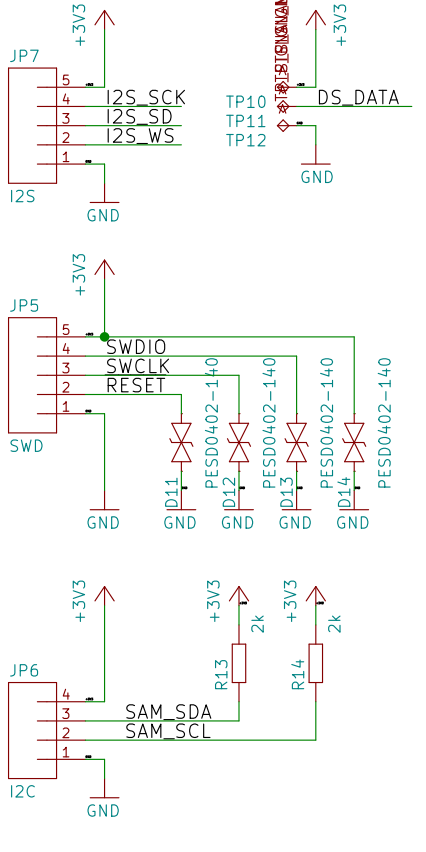 JP7
+3V3
5
4
3
2
1
I2S_SCK
I2S_SD
I2S_WS
I2S
GND
+3V3
TP10
TP11
TP12
DS_DATA
GND
JP5
+3V3
5
4
3
2
1
SWDIO
SWCLK
RESET
SWD
GND
D11
PESD0402-140
GND
D12
PESD0402-140
GND
D13
PESD0402-140
GND
D14
PESD0402-140
GND
JP6
+3V3
4
3
2
1
SAM_SDA
SAM_SCL
I2C
GND
+3V3
R13
2k
+3V3
R14
2k